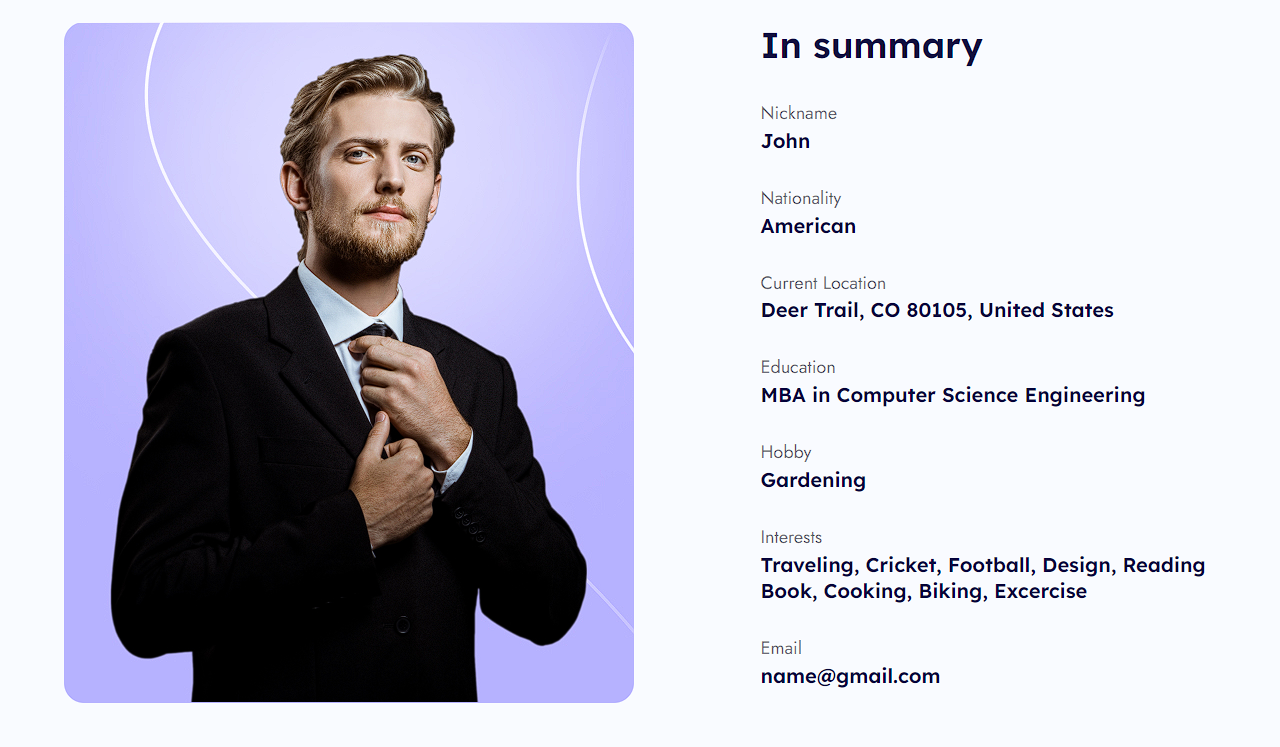 In summary
Nickname
John
Nationality
American
Current Location
Deer Trail, CO 80105, United States
Education
MBA in Computer Science Engineering
Hobby
Gardening
Interests
Traveling, Cricket, Football, Design, Reading
Book, Cooking, Biking, Excercise
Email
name@gmail.com